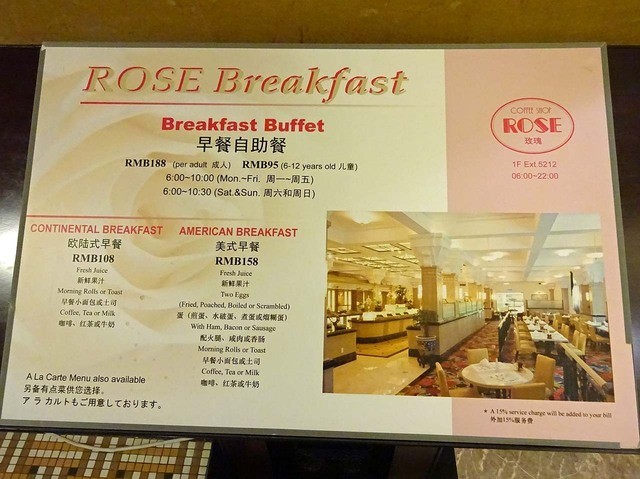 ROSE Breakfast
Breakfast Buffet
早餐自助餐
RMB188 (per adult 成人) RMB95 (6-12 years old 儿童)
6:00~10:00 (Mon.~Fri. 周一~周五)
6:00~10:30 (Sat.&Sun. 周六和周日)
CONTINENTAL BREAKFAST
欧陆式早餐
RMB108
Fresh Juice
新鲜果汁
Morning Rolls or Toast
早餐小面包或土司
Coffee, Tea or Milk
咖啡、红茶或牛奶
AMERICAN BREAKFAST
美式早餐
RMB158
Fresh Juice
新鲜果汁
Two Eggs
(Fried, Poached, Boiled or Scrambled)
蛋（煎蛋、水波蛋、煮蛋或熘糊蛋）
With Ham, Bacon or Sausage
配火腿、咸肉或香肠
Morning Rolls or Toast
早餐小面包或土司
Coffee, Tea or Milk
咖啡、红茶或牛奶
A La Carte Menu also available
另备有点菜供您选择。
アラカルトもご用意しております。
COFFEE SHOP
ROSE
玫瑰
1F Ext.5212
06:00~22:00
* A 15% service charge will be added to your bill
外加15%服务费